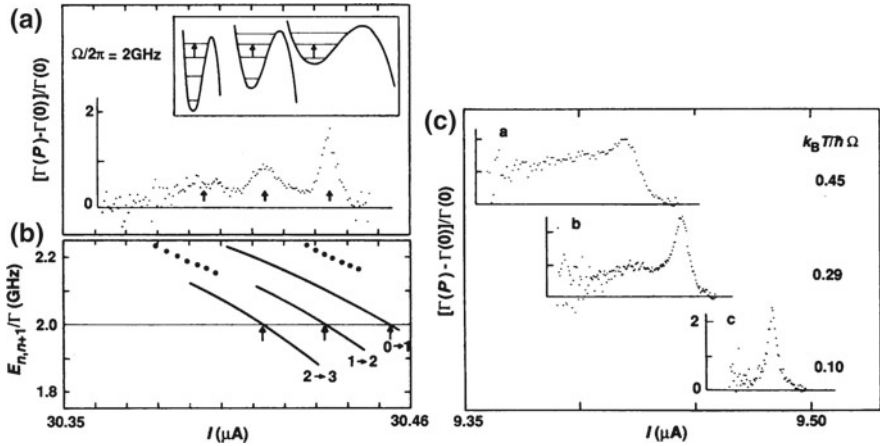 (a)
Ω/2π = 2GHz
[Γ(P)-Γ(0)]/Γ(0)
2
0
(b)
E n,n+1/Γ (GHz)
2.2
2.0
1.8
0→1
1→2
2→3
30.35
30.46
I (μA)
(c)
[Γ(P) - Γ(0)]/Γ(0)
a
k_BT/ħΩ
0.45
b
0.29
c
2
0
0.10
9.35
9.50
I (μA)